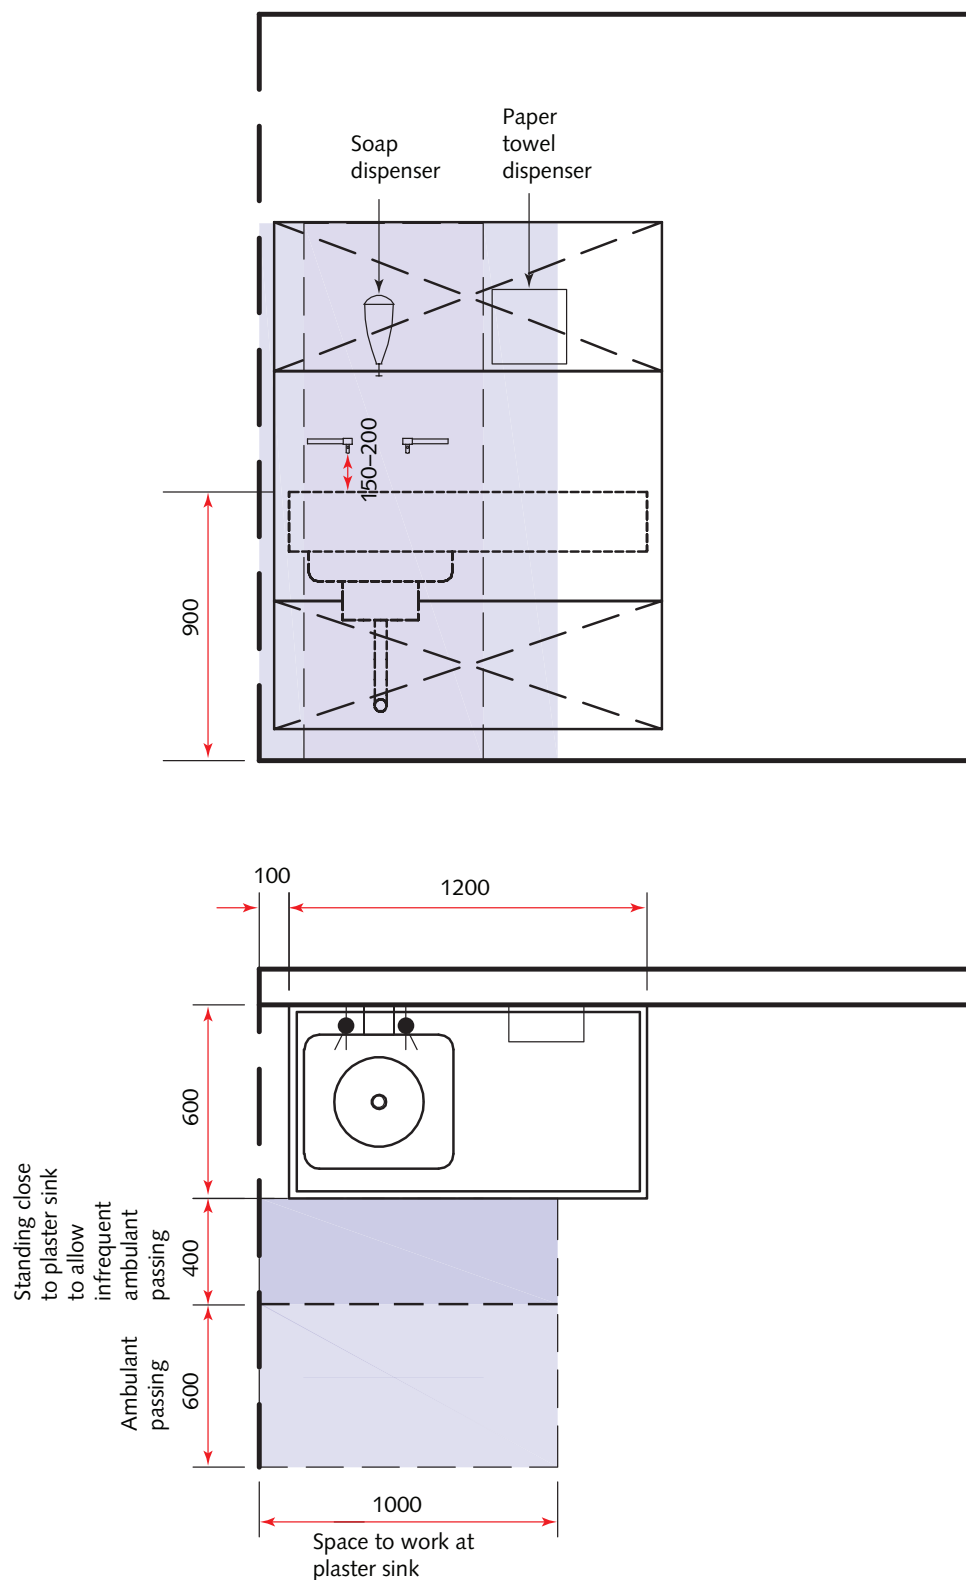 Paper
towel
dispenser
Soap
dispenser
150–200
900
100
1200
600
Standing close
to plaster sink
to allow
infrequent
ambulant
passing
400
Ambulant
passing
600
1000
Space to work at
plaster sink